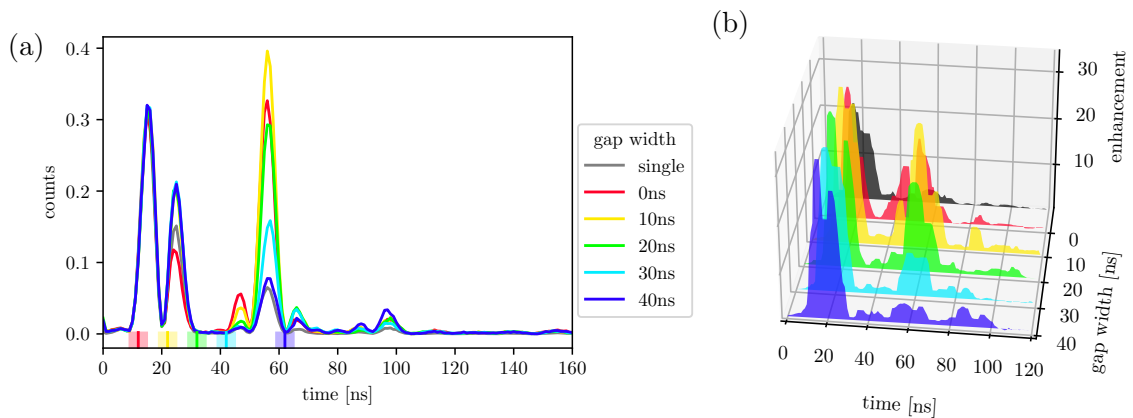 (a)
0.4
0.3
0.2
0.1
0.0
counts
0 20 40 60 80 100 120 140 160
time [ns]
gap width
single
0ns
10ns
20ns
30ns
40ns
(b)
30
20
10
enhancement
0
10
20
30
40
gap width [ns]
0 20 40 60 80 100 120
time [ns]